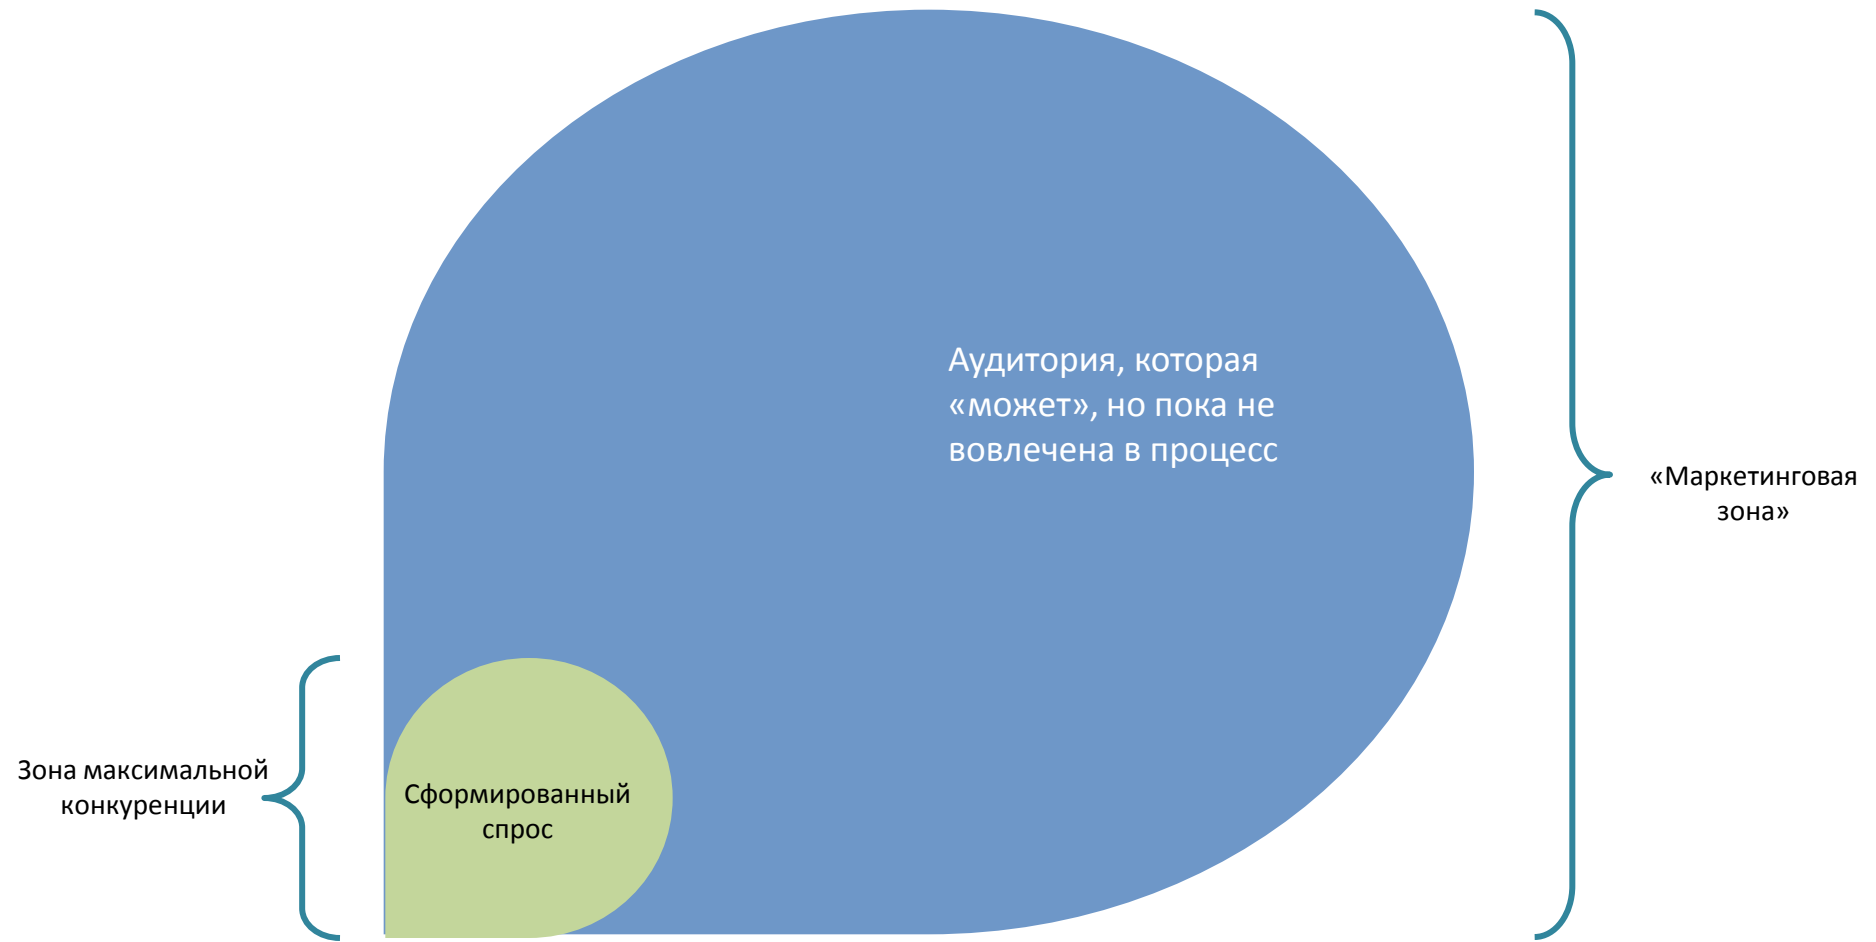 Аудитория, которая
«может», но пока не
вовлечена в процесс
«Маркетинговая
зона»
Зона максимальной
конкуренции
Сформированный
спрос